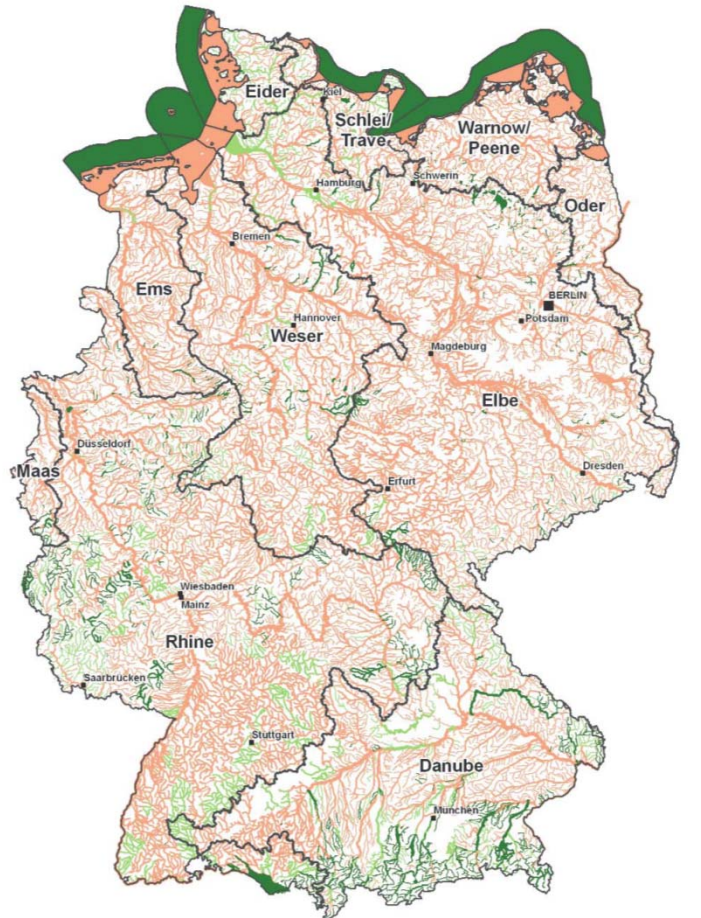 Eider
Kiel
Schlei/
Trave
Warnow/
Peene
Hamburg
Schwerin
Oder
Bremen
Ems
BERLIN
Hannover
Potsdam
Weser
Magdeburg
Elbe
Düsseldorf
Maas
Dresden
Erfurt
Wiesbaden
Mainz
Rhine
Saarbrücken
Stuttgart
Danube
München